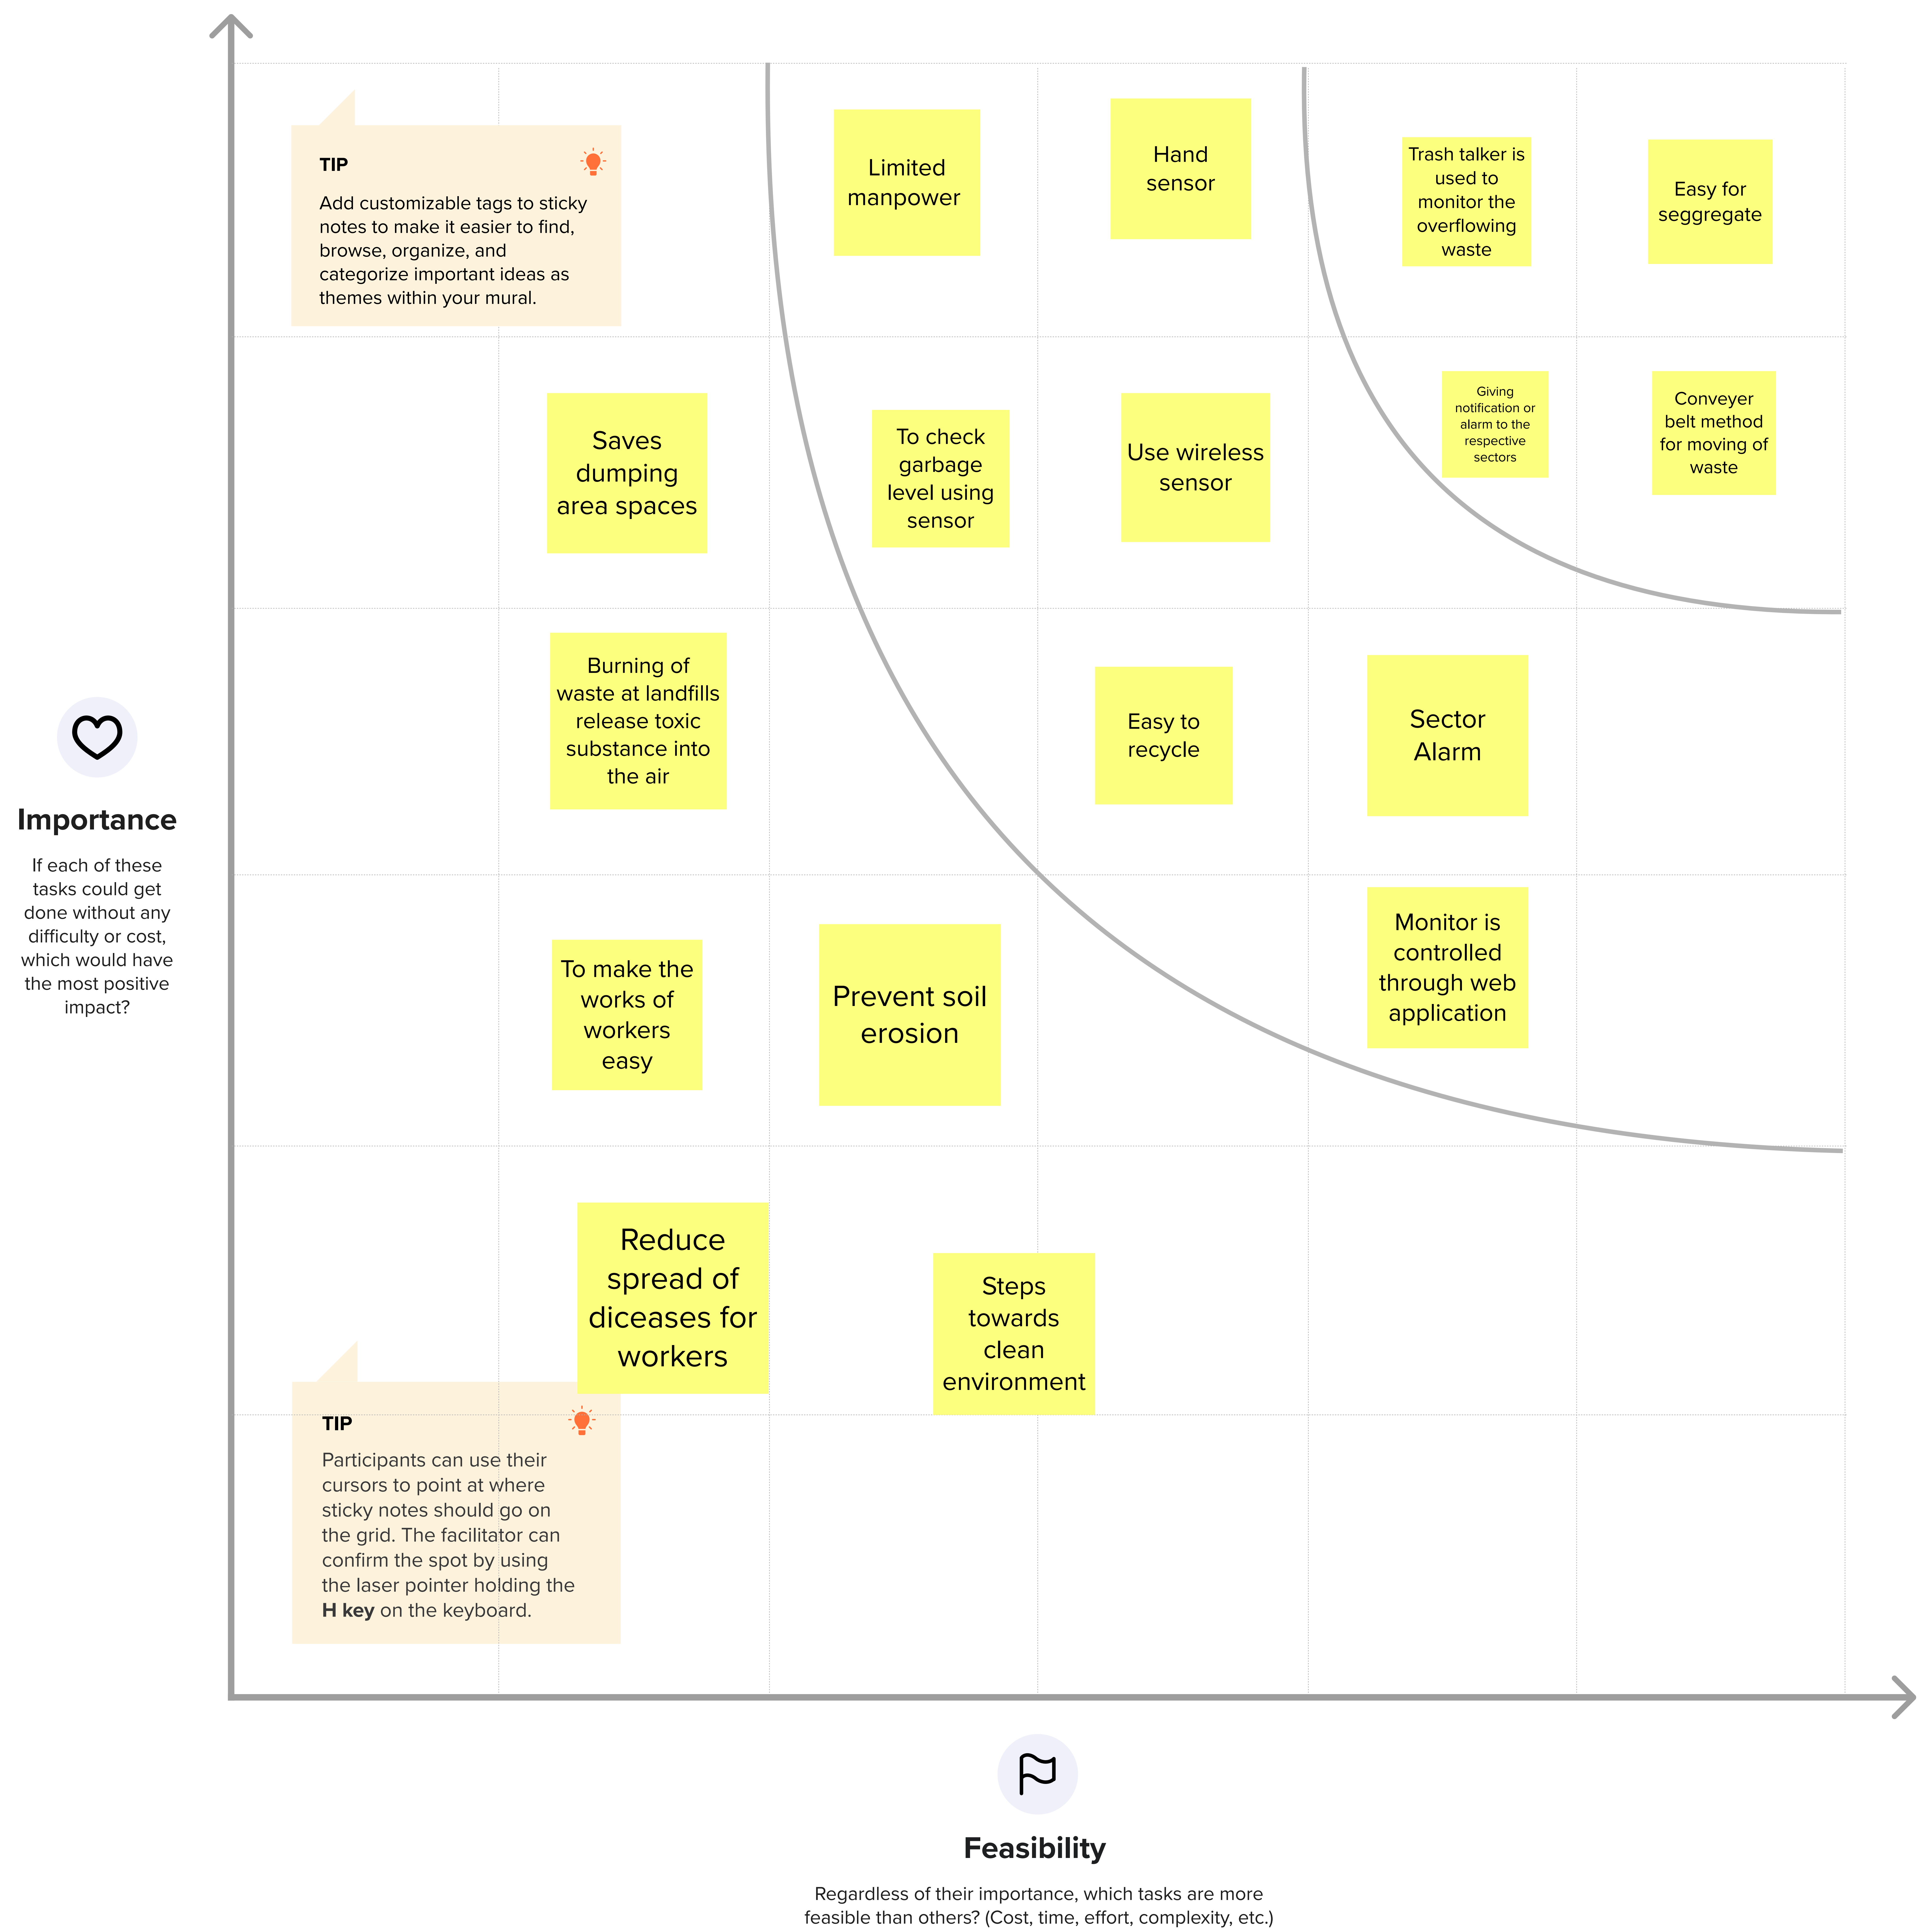 TIP
Add customizable tags to sticky
notes to make it easier to find,
browse, organize, and
categorize important ideas as
themes within your mural.
Limited
manpower
Hand
sensor
Trash talker is
used to
monitor the
overflowing
waste
Easy for
seggregate
Saves
dumping
area spaces
To check
garbage
level using
sensor
Use wireless
sensor
Giving
notification or
alarm to the
respective
sectors
Conveyer
belt method
for moving of
waste
Burning of
waste at landfills
release toxic
substance into
the air
Easy to
recycle
Sector
Alarm
Importance
If each of these
tasks could get
done without any
difficulty or cost,
which would have
the most positive
impact?
To make the
works of
workers
easy
Prevent soil
erosion
Monitor is
controlled
through web
application
Reduce
spread of
diceases for
workers
Steps
towards
clean
environment
TIP
Participants can use their
cursors to point at where
sticky notes should go on
the grid. The facilitator can
confirm the spot by using
the laser pointer holding the
H key on the keyboard.
Feasibility
Regardless of their importance, which tasks are more
feasible than others? (Cost, time, effort, complexity, etc.)